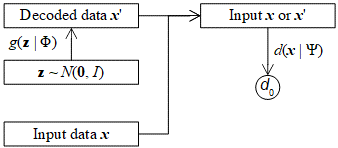 Decoded data x'
Input x or x'
g(z | Φ)
d(x | Ψ)
z ~ N(0, I)
d₀
Input data x